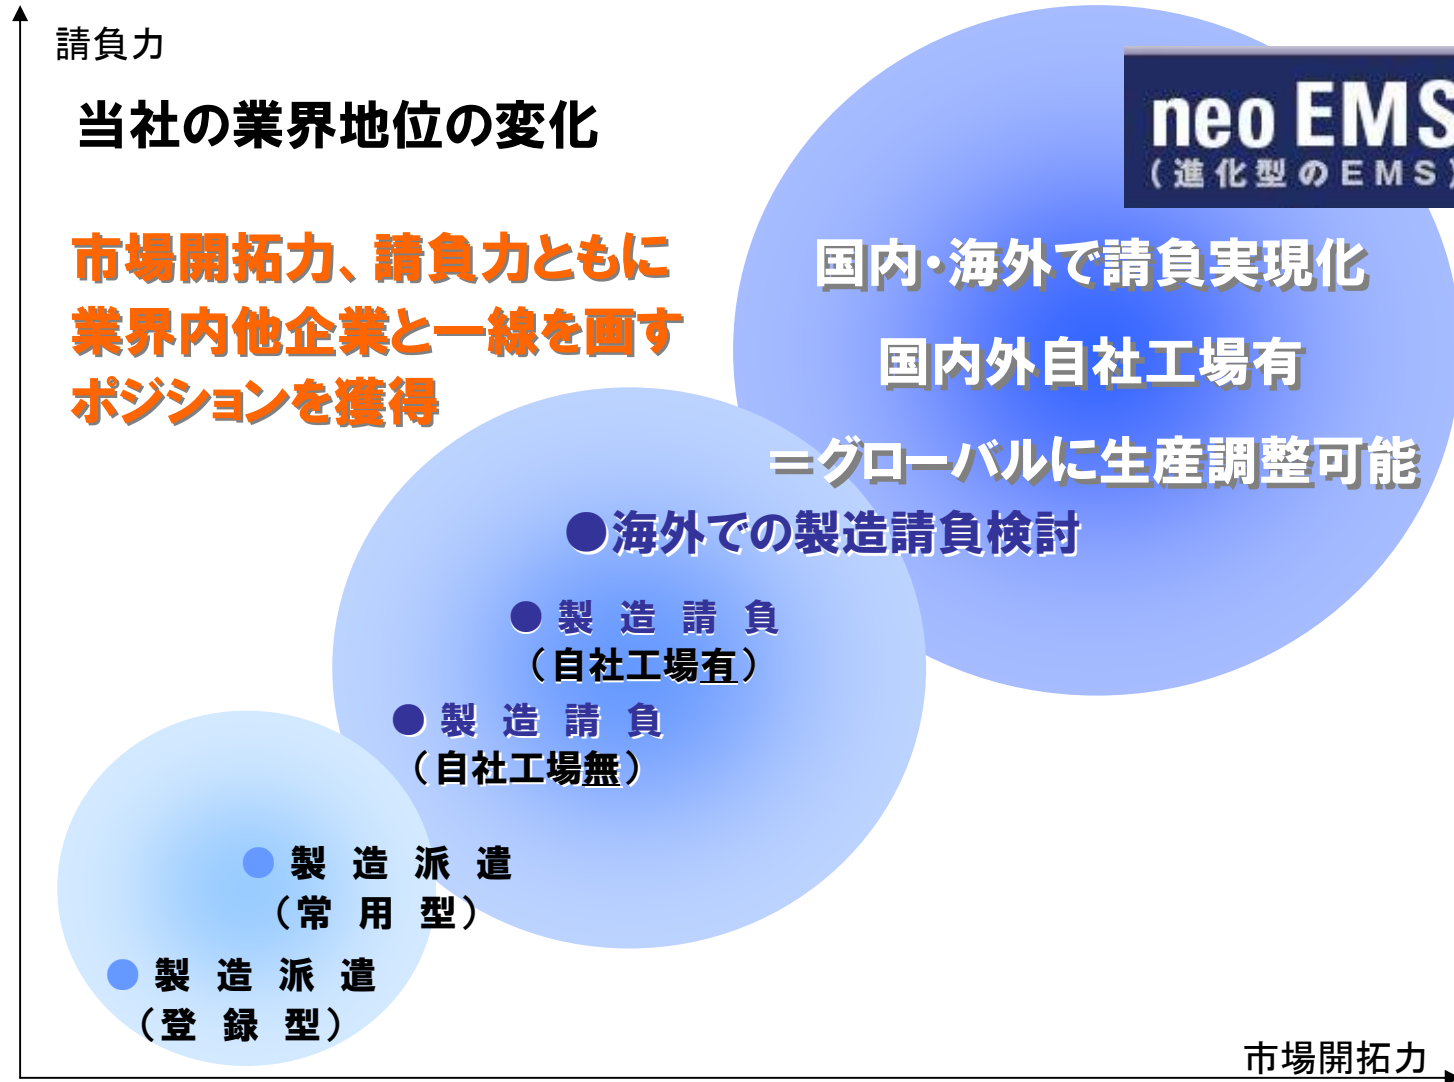 請負力
当社の業界地位の変化
neo EMS
（進化型のEMS）
市場開拓力、請負力ともに
業界内他企業と一線を画す
ポジションを獲得
国内・海外で請負実現化
国内外自社工場有
＝グローバルに生産調整可能
●海外での製造請負検討
●製造請負
（自社工場有）
●製造請負
（自社工場無）
●製造派遣
（常用型）
●製造派遣
（登録型）
市場開拓力